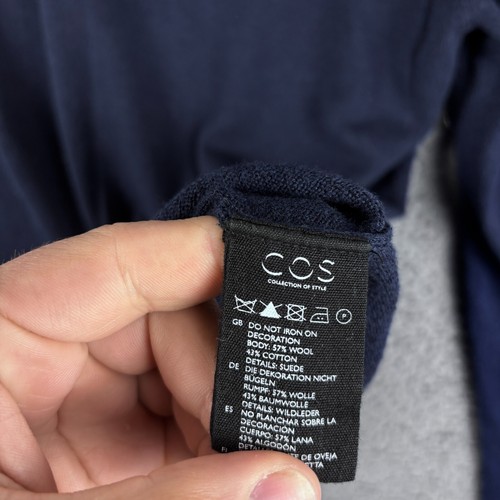 COS
COLLECTION OF STYLE
P
GB DO NOT IRON ON
DECORATION
BODY: 57% WOOL
43% COTTON
DETAILS: SUEDE
DE DIE DEKORATION NICHT
BÜGELN
RUMPF: 57% WOLLE
43% BAUMWOLLE
DETAILS: WILDLEDER
ES NO PLANCHAR SOBRE LA
DECORACIÓN
CUERPO: 57% LANA
43% ALGODÓN
DE OVEJA